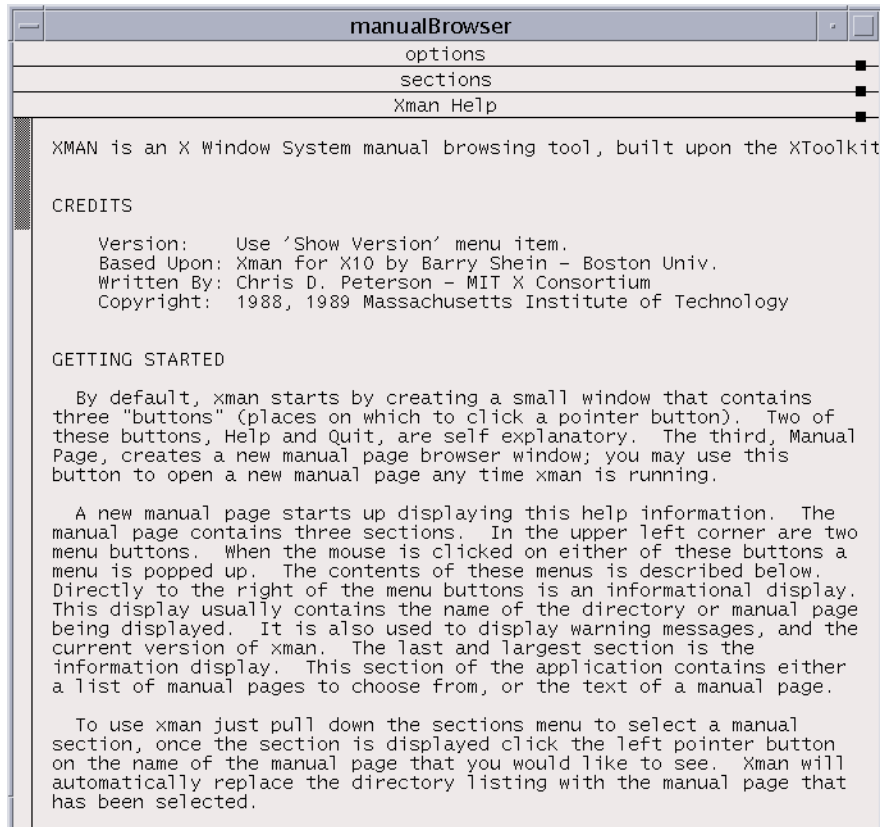 manualBrowser
options
sections
Xman Help
XMAN is an X Window System manual browsing tool, built upon the XToolkit
CREDITS
Version: Use ´Show Version’ menu item.
Based Upon: Xman for X10 by Barry Shein - Boston Univ.
Written By: Chris D. Peterson - MIT X Consortium
Copyright: 1988, 1989 Massachusetts Institute of Technology
GETTING STARTED
By default, xman starts by creating a small window that contains
three "buttons" (places on which to click a pointer button). Two of
these buttons, Help and Quit, are self explanatory. The third, Manual
Page, creates a new manual page browser window; you may use this
button to open a new manual page any time xman is running.
A new manual page starts up displaying this help information. The
manual page contains three sections. In the upper left corner are two
menu buttons. When the mouse is clicked on either of these buttons a
menu is popped up. The contents of these menus is described below.
Directly to the right of the menu buttons is an informational display.
This display usually contains the name of the directory or manual page
being displayed. It is also used to display warning messages, and the
current version of xman. The last and largest section is the
information display. This section of the application contains either
a list of manual pages to choose from, or the text of a manual page.
To use xman just pull down the sections menu to select a manual
section, once the section is displayed click the left pointer button
on the name of the manual page that you would like to see. Xman will
automatically replace the directory listing with the manual page that
has been selected.